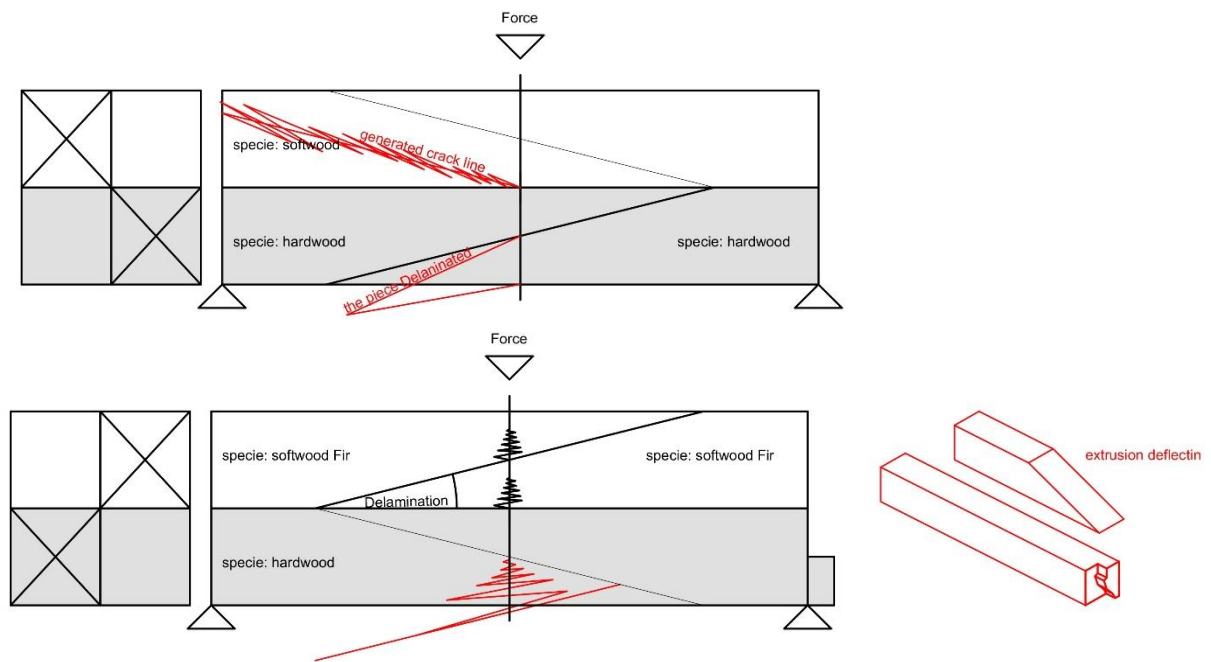 Force
generated crack line
specie: softwood
specie: hardwood
specie: hardwood
the piece Delaninated
Force
specie: softwood Fir
specie: softwood Fir
Delamination
specie: hardwood
extrusion deflectin